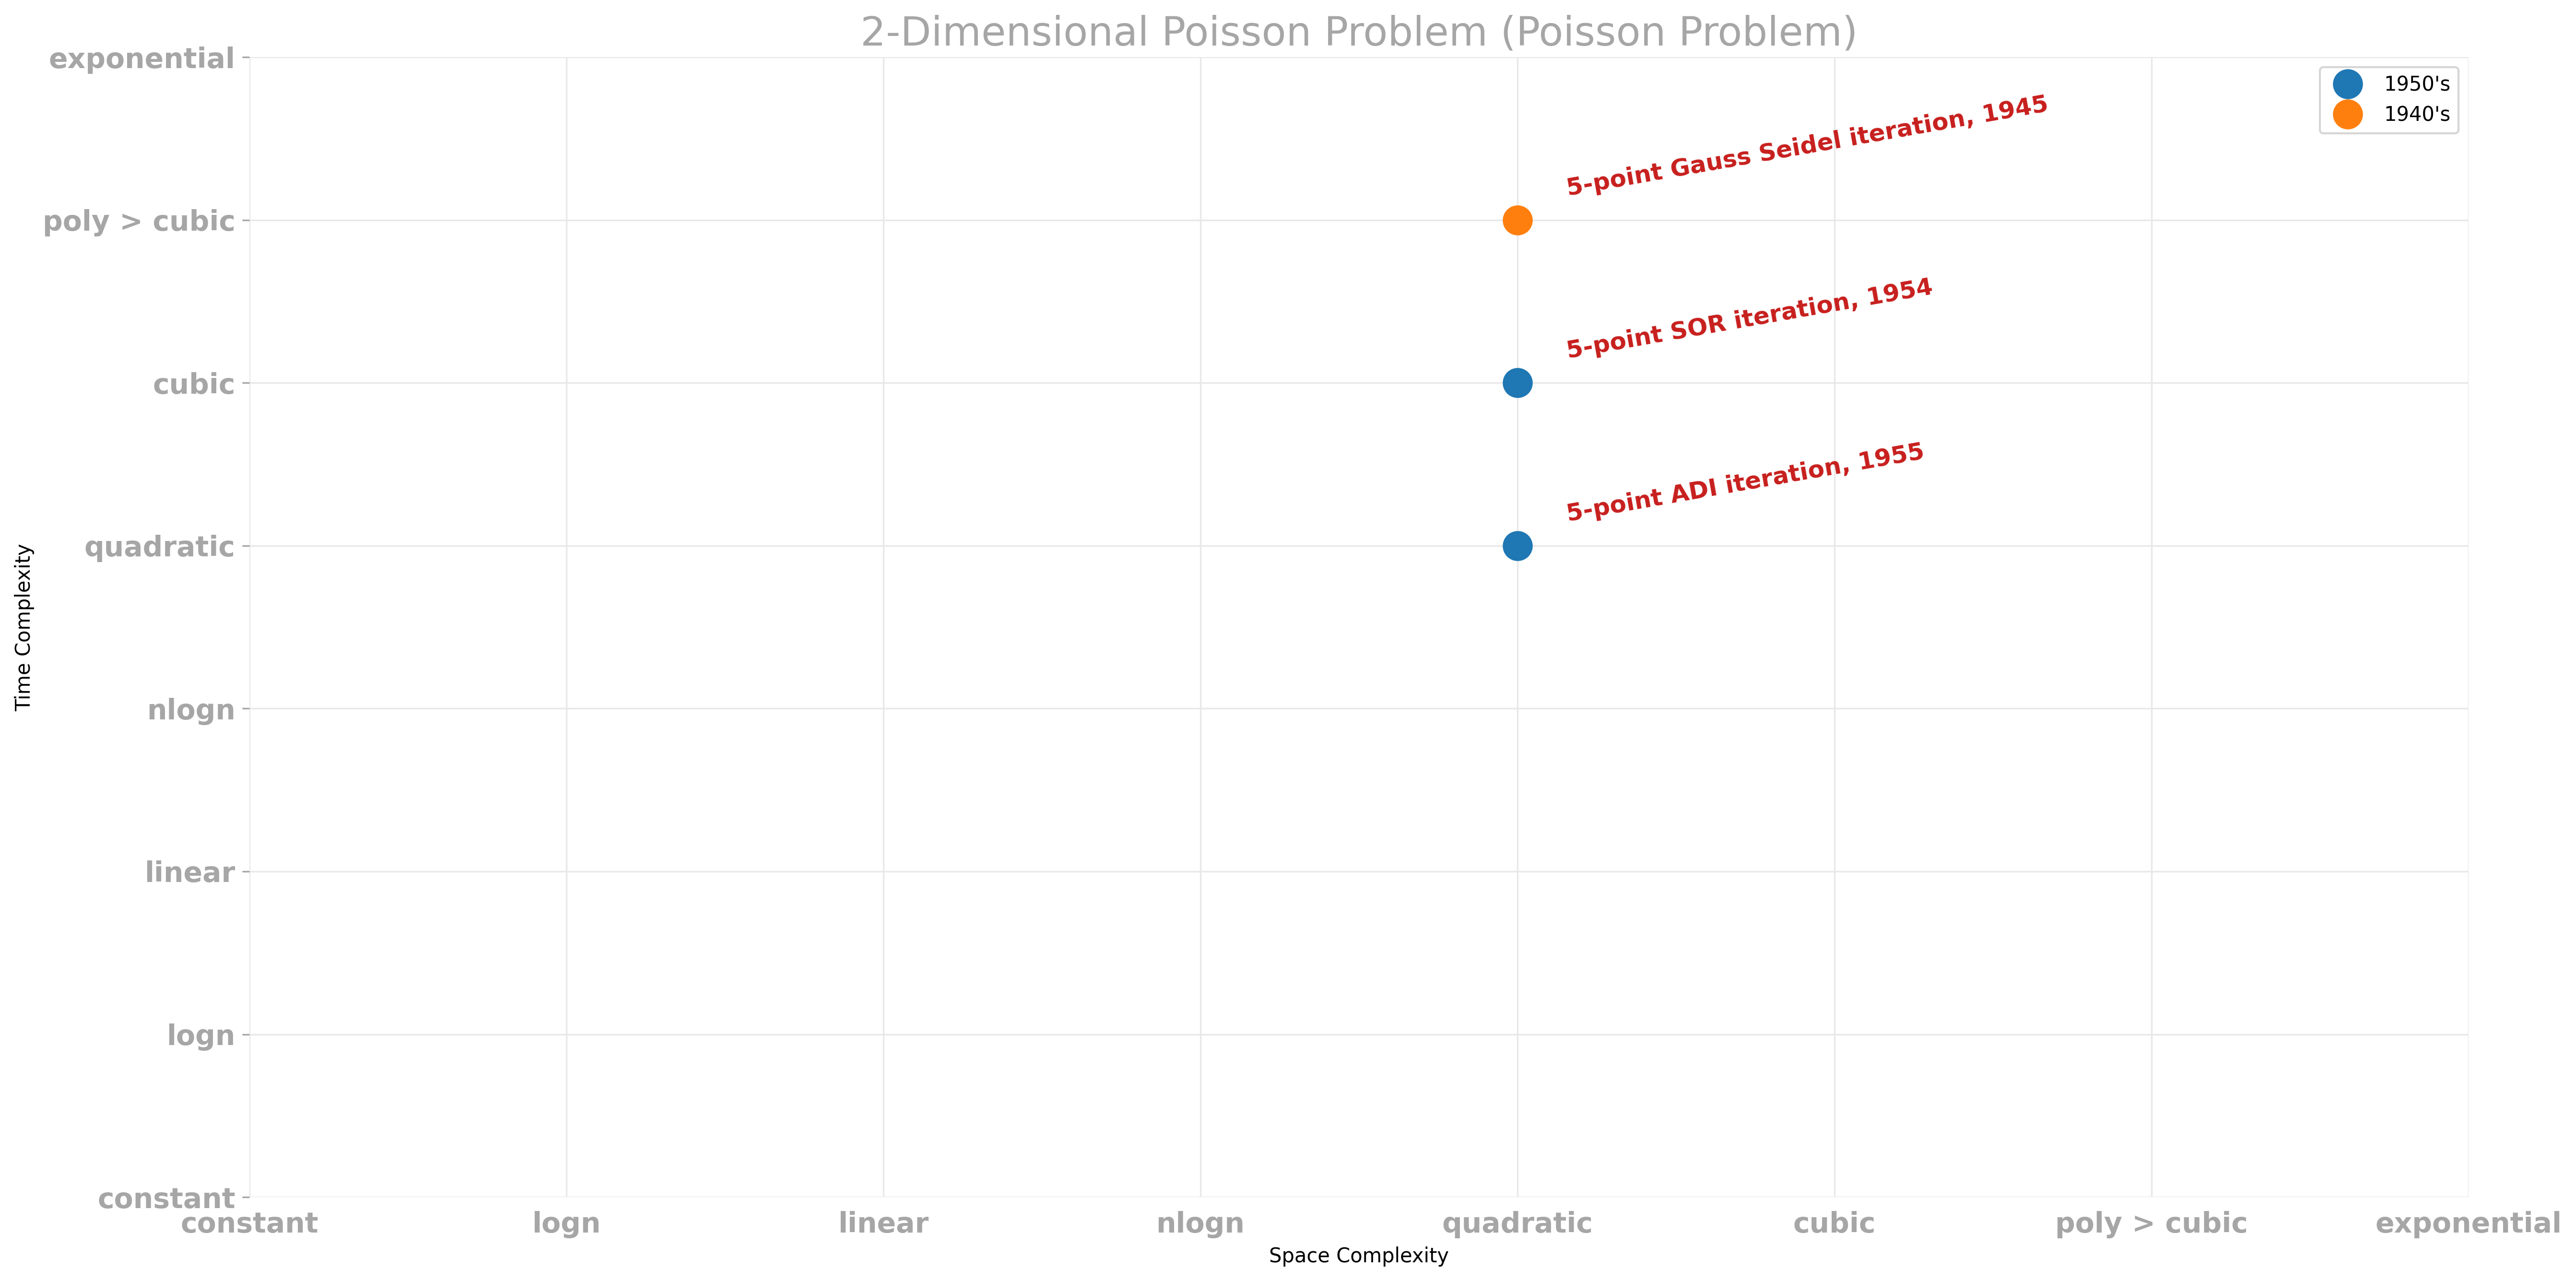 2-Dimensional Poisson Problem (Poisson Problem)
exponential
poly > cubic
cubic
quadratic
nlogn
linear
logn
constant
Time Complexity
1950's
1940's
5-point Gauss Seidel iteration, 1945
5-point SOR iteration, 1954
5-point ADI iteration, 1955
constant
logn
linear
nlogn
quadratic
cubic
poly > cubic
exponential
Space Complexity